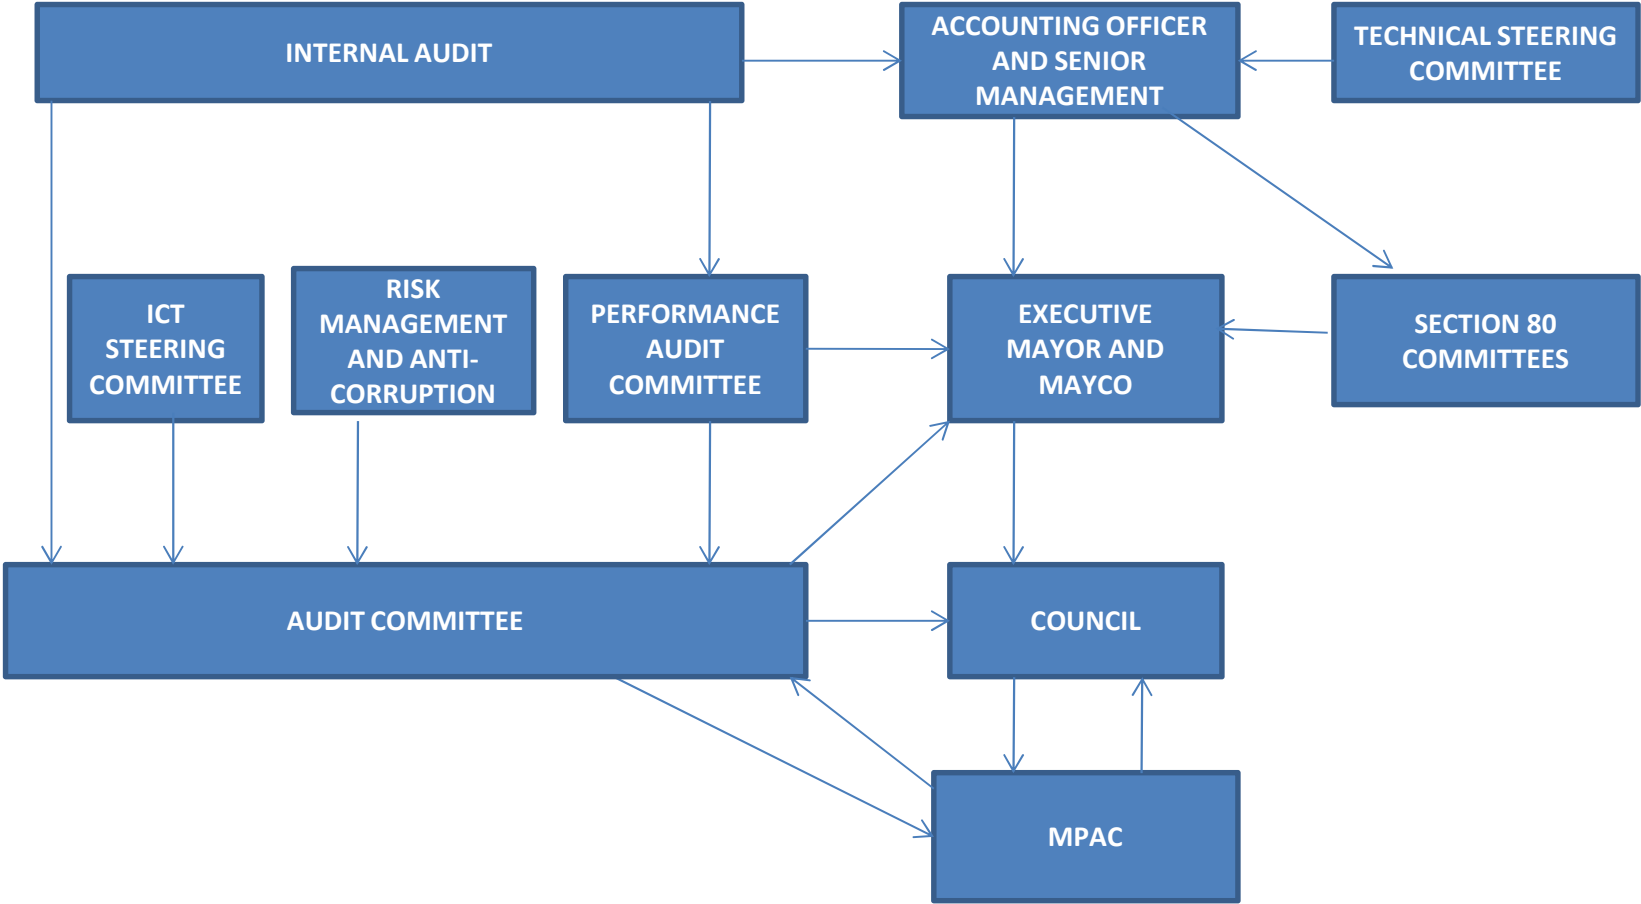 INTERNAL AUDIT
ACCOUNTING OFFICER
AND SENIOR
MANAGEMENT
TECHNICAL STEERING
COMMITTEE
ICT
STEERING
COMMITTEE
RISK
MANAGEMENT
AND ANTI-
CORRUPTION
PERFORMANCE
AUDIT
COMMITTEE
EXECUTIVE
MAYOR AND
MAYCO
SECTION 80
COMMITTEES
AUDIT COMMITTEE
COUNCIL
MPAC